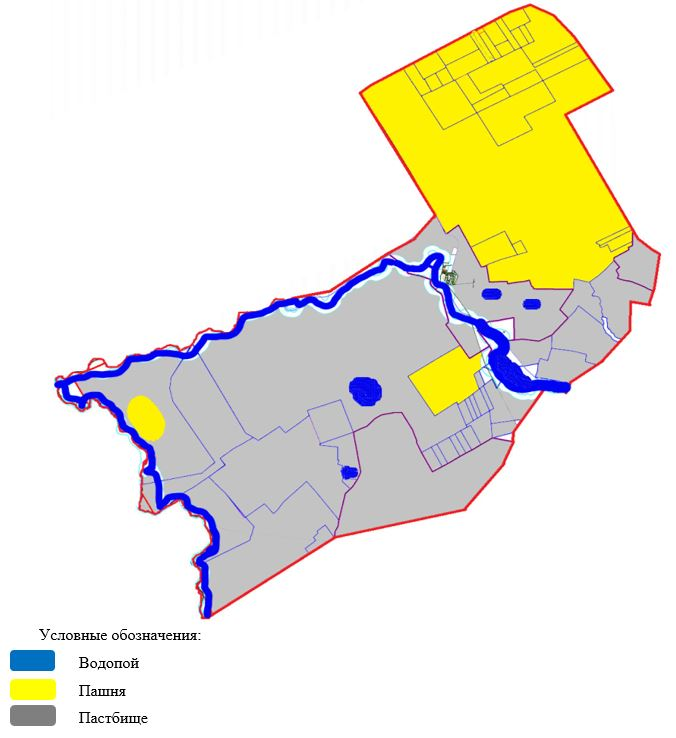 Условные обозначения:
Водопой
Пашня
Пастбище